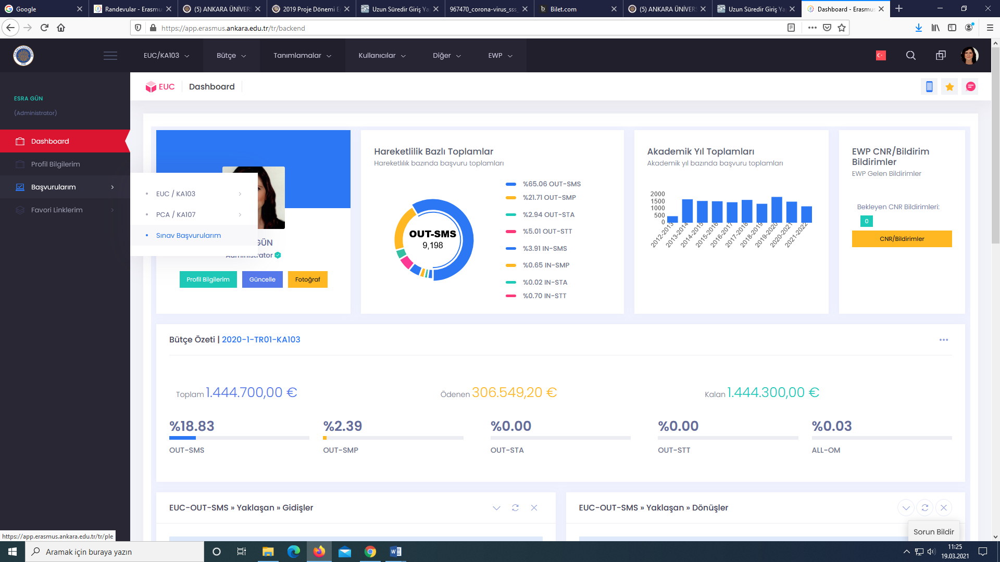 Google
Randevular - Erasmu
(5) ANKARA ÜNİVERS
2019 Proje Dönemi E
Uzun Süredir Giriş Ya
967470_corona-virus_sss_
Bilet.com
(5) ANKARA ÜNİVERS
Uzun Süredir Giriş Ya
Dashboard - Erasmus
https://app.erasmus.ankara.edu.tr/tr/backend
EUC/KA103
Bütçe
Tanımlamalar
Kullanıcılar
Diğer
EWP
EUC
Dashboard
ESRA GÜN
(Administrator)
Dashboard
Profil Bilgilerim
Başvurularım
Favori Linklerim
EUC / KA103
PCA / KA107
Sınav Başvurularım
GÜN
Administrator
Profil Bilgilerim
Güncelle
Fotoğraf
Hareketlilik Bazlı Toplamlar
Hareketlilik bazında başvuru toplamları
OUT-SMS
9,198
%65.06 OUT-SMS
%21.71 OUT-SMP
%2.94 OUT-STA
%5.01 OUT-STT
%3.91 IN-SMS
%0.65 IN-SMP
%0.02 IN-STA
%0.70 IN-STT
Akademik Yıl Toplamları
Akademik yıl bazında başvuru toplamları
2000
1500
1000
500
0
2012-2013
2013-2014
2014-2015
2015-2016
2016-2017
2017-2018
2018-2019
2019-2020
2020-2021
2021-2022
EWP CNR/Bildirim
Bildirimler
EWP Gelen Bildirimler
Bekleyen CNR Bildirimleri:
0
CNR/Bildirimler
Bütçe Özeti | 2020-1-TR01-KA103
Toplam 1.444.700,00 €
Ödenen 306.549,20 €
Kalan 1.444.300,00 €
%18.83
OUT-SMS
%2.39
OUT-SMP
%0.00
OUT-STA
%0.00
OUT-STT
%0.03
ALL-OM
EUC-OUT-SMS » Yaklaşan » Gidişler
EUC-OUT-SMS » Yaklaşan » Dönüşler
Sorun Bildir
https://app.erasmus.ankara.edu.tr/tr/ple
Aramak için buraya yazın
11:25
19.03.2021